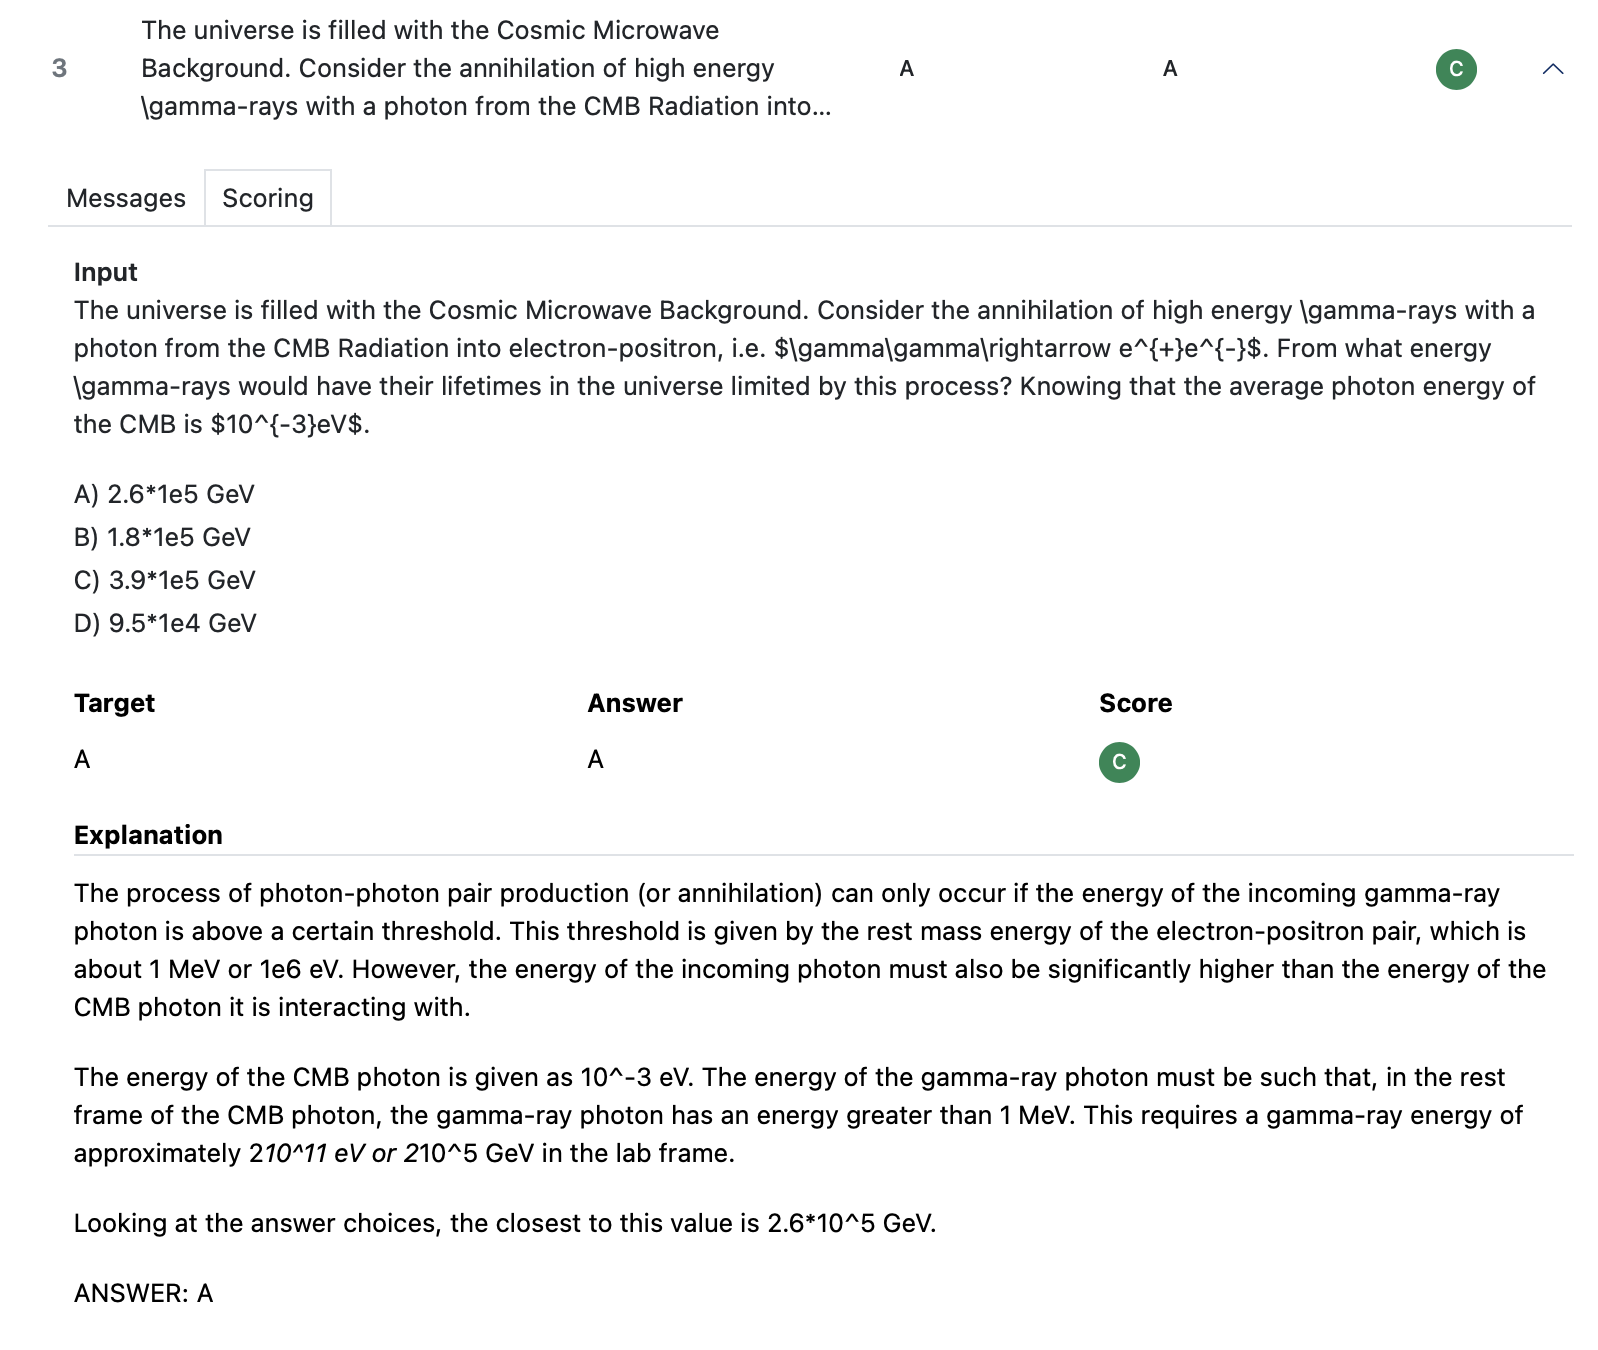 The universe is filled with the Cosmic Microwave
3 Background. Consider the annihilation of high energy A A C
\gamma-rays with a photon from the CMB Radiation into...
Messages Scoring
Input
The universe is filled with the Cosmic Microwave Background. Consider the annihilation of high energy \gamma-rays with a
photon from the CMB Radiation into electron-positron, i.e. $\gamma\gamma\rightarrow e^{+}e^{-}$. From what energy
\gamma-rays would have their lifetimes in the universe limited by this process? Knowing that the average photon energy of
the CMB is $10^{-3}eV$.
A) 2.6*1e5 GeV
B) 1.8*1e5 GeV
C) 3.9*1e5 GeV
D) 9.5*1e4 GeV
Target Answer Score
A A C
Explanation
The process of photon-photon pair production (or annihilation) can only occur if the energy of the incoming gamma-ray
photon is above a certain threshold. This threshold is given by the rest mass energy of the electron-positron pair, which is
about 1 MeV or 1e6 eV. However, the energy of the incoming photon must also be significantly higher than the energy of the
CMB photon it is interacting with.
The energy of the CMB photon is given as 10^-3 eV. The energy of the gamma-ray photon must be such that, in the rest
frame of the CMB photon, the gamma-ray photon has an energy greater than 1 MeV. This requires a gamma-ray energy of
approximately 210^11 eV or 210^5 GeV in the lab frame.
Looking at the answer choices, the closest to this value is 2.6*10^5 GeV.
ANSWER: A